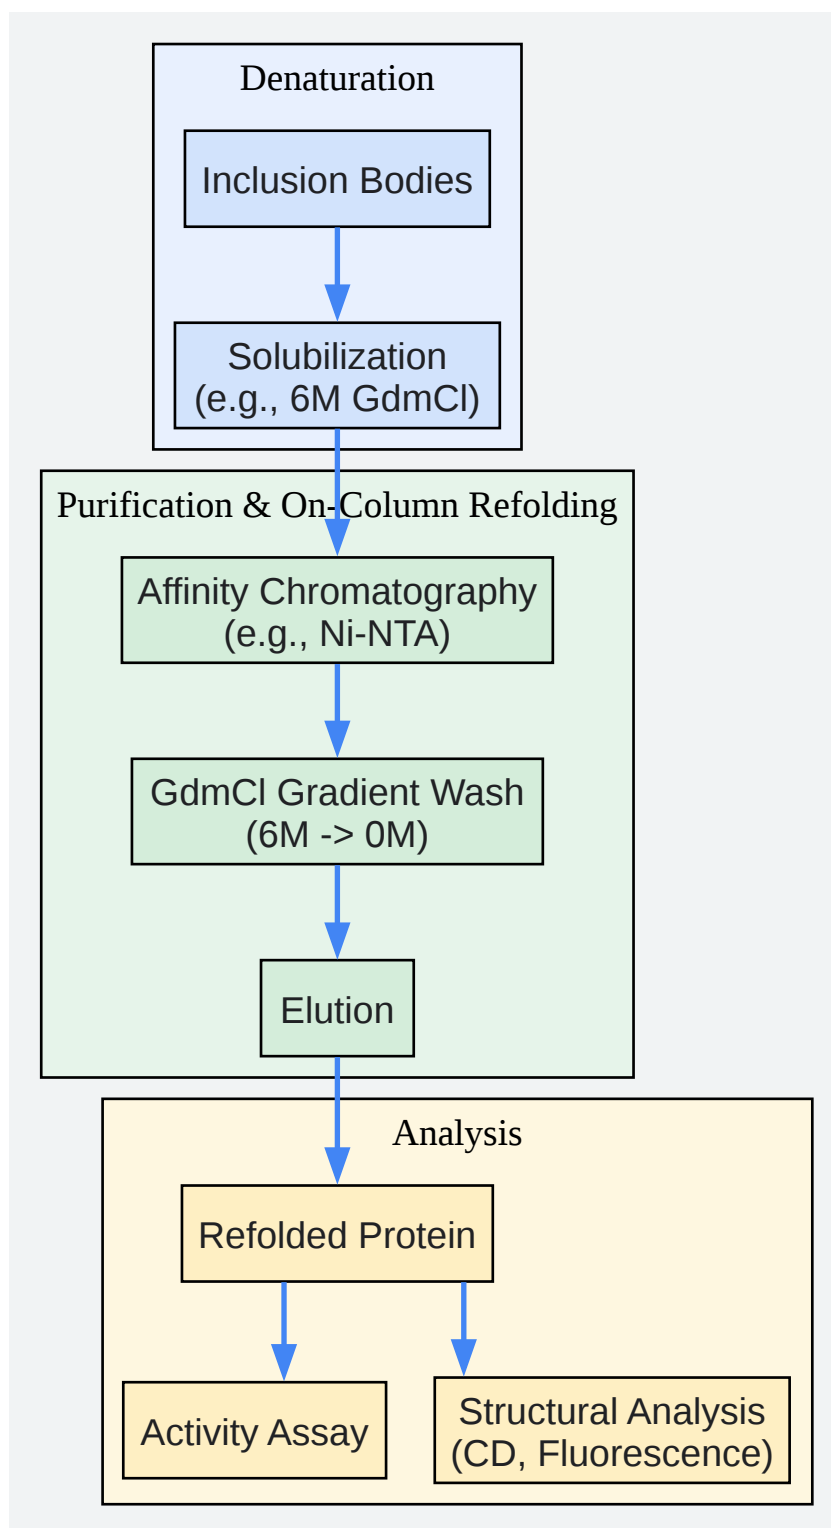 Denaturation
Inclusion Bodies
Solubilization
(e.g., 6M GdmCl)
Purification & On-Column Refolding
Affinity Chromatography
(e.g., Ni-NTA)
GdmCl Gradient Wash
(6M -> 0M)
Elution
Analysis
Refolded Protein
Activity Assay
Structural Analysis
(CD, Fluorescence)